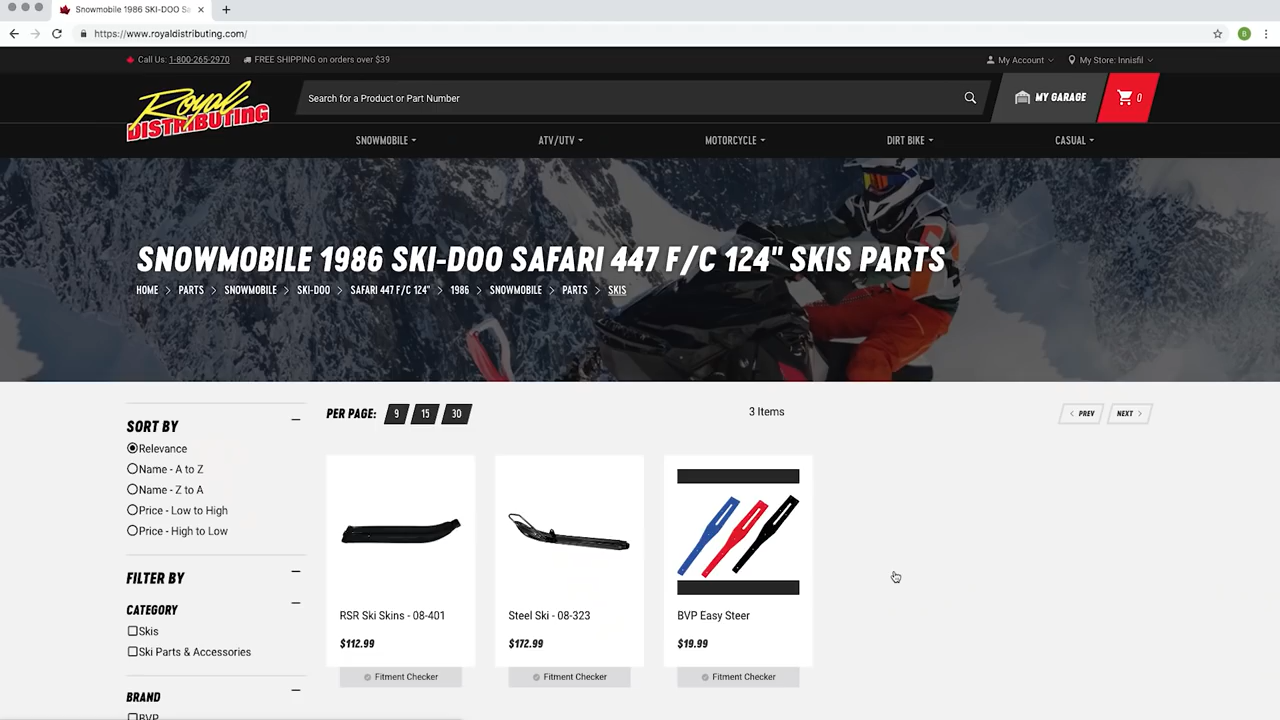 Snowmobile 1986 SKI-DOO Sa
https://www.royaldistributing.com/
B
Call Us: 1-800-265-2970
FREE SHIPPING on orders over $39
My Account
My Store: Innisfil
Royal
DISTRIBUTING
Search for a Product or Part Number
MY GARAGE
0
SNOWMOBILE
ATV/UTV
MOTORCYCLE
DIRT BIKE
CASUAL
SNOWMOBILE 1986 SKI-DOO SAFARI 447 F/C 124" SKIS PARTS
HOME > PARTS > SNOWMOBILE > SKI-DOO > SAFARI 447 F/C 124" > 1986 > SNOWMOBILE > PARTS > SKIS
SORT BY
Relevance
Name - A to Z
Name - Z to A
Price - Low to High
Price - High to Low
FILTER BY
CATEGORY
Skis
Ski Parts & Accessories
BRAND
BVP
PER PAGE: 9 15 30
3 Items
< PREV
NEXT >
RSR Ski Skins - 08-401
$112.99
Fitment Checker
Steel Ski - 08-323
$172.99
Fitment Checker
BVP Easy Steer
$19.99
Fitment Checker